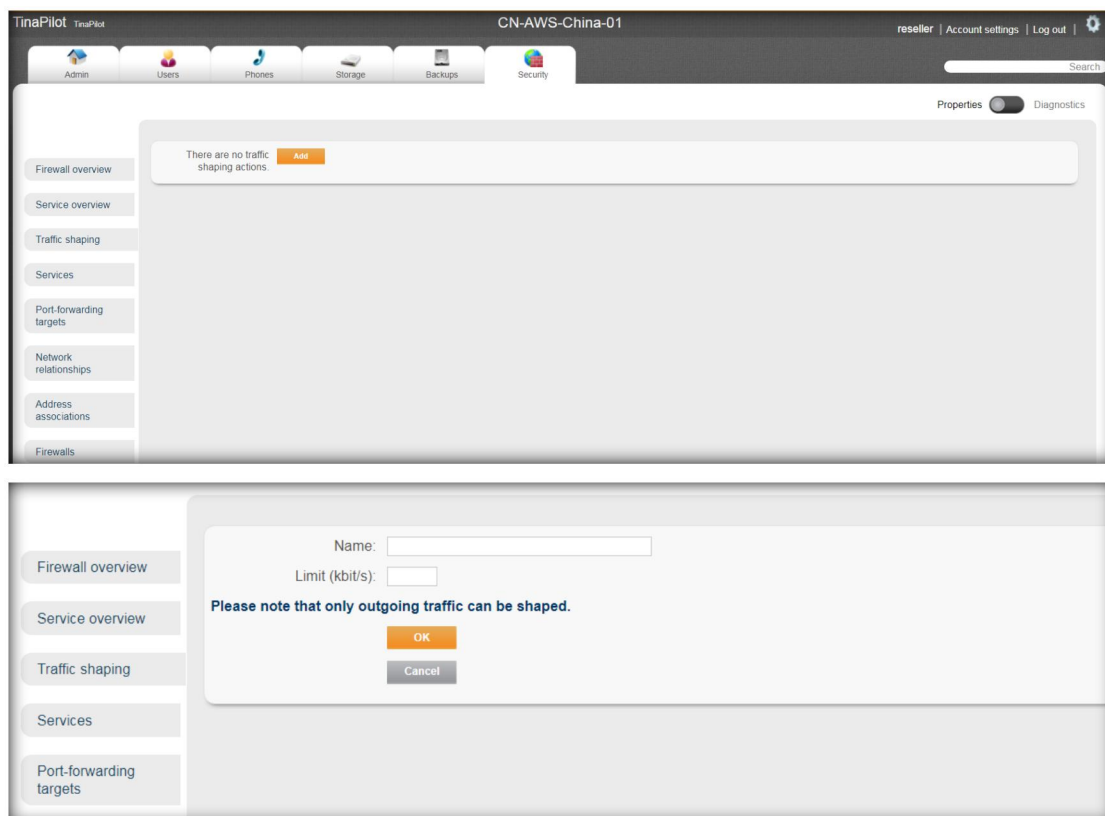 TinaPilot TinaPilot
CN-AWS-China-01
reseller | Account settings | Log out |
Admin
Users
Phones
Storage
Backups
Security
Search
Properties
Diagnostics
There are no traffic
shaping actions.
Add
Firewall overview
Service overview
Traffic shaping
Services
Port-forwarding
targets
Network
relationships
Address
associations
Firewalls
Name:
Limit (kbit/s):
Please note that only outgoing traffic can be shaped.
OK
Cancel
Firewall overview
Service overview
Traffic shaping
Services
Port-forwarding
targets